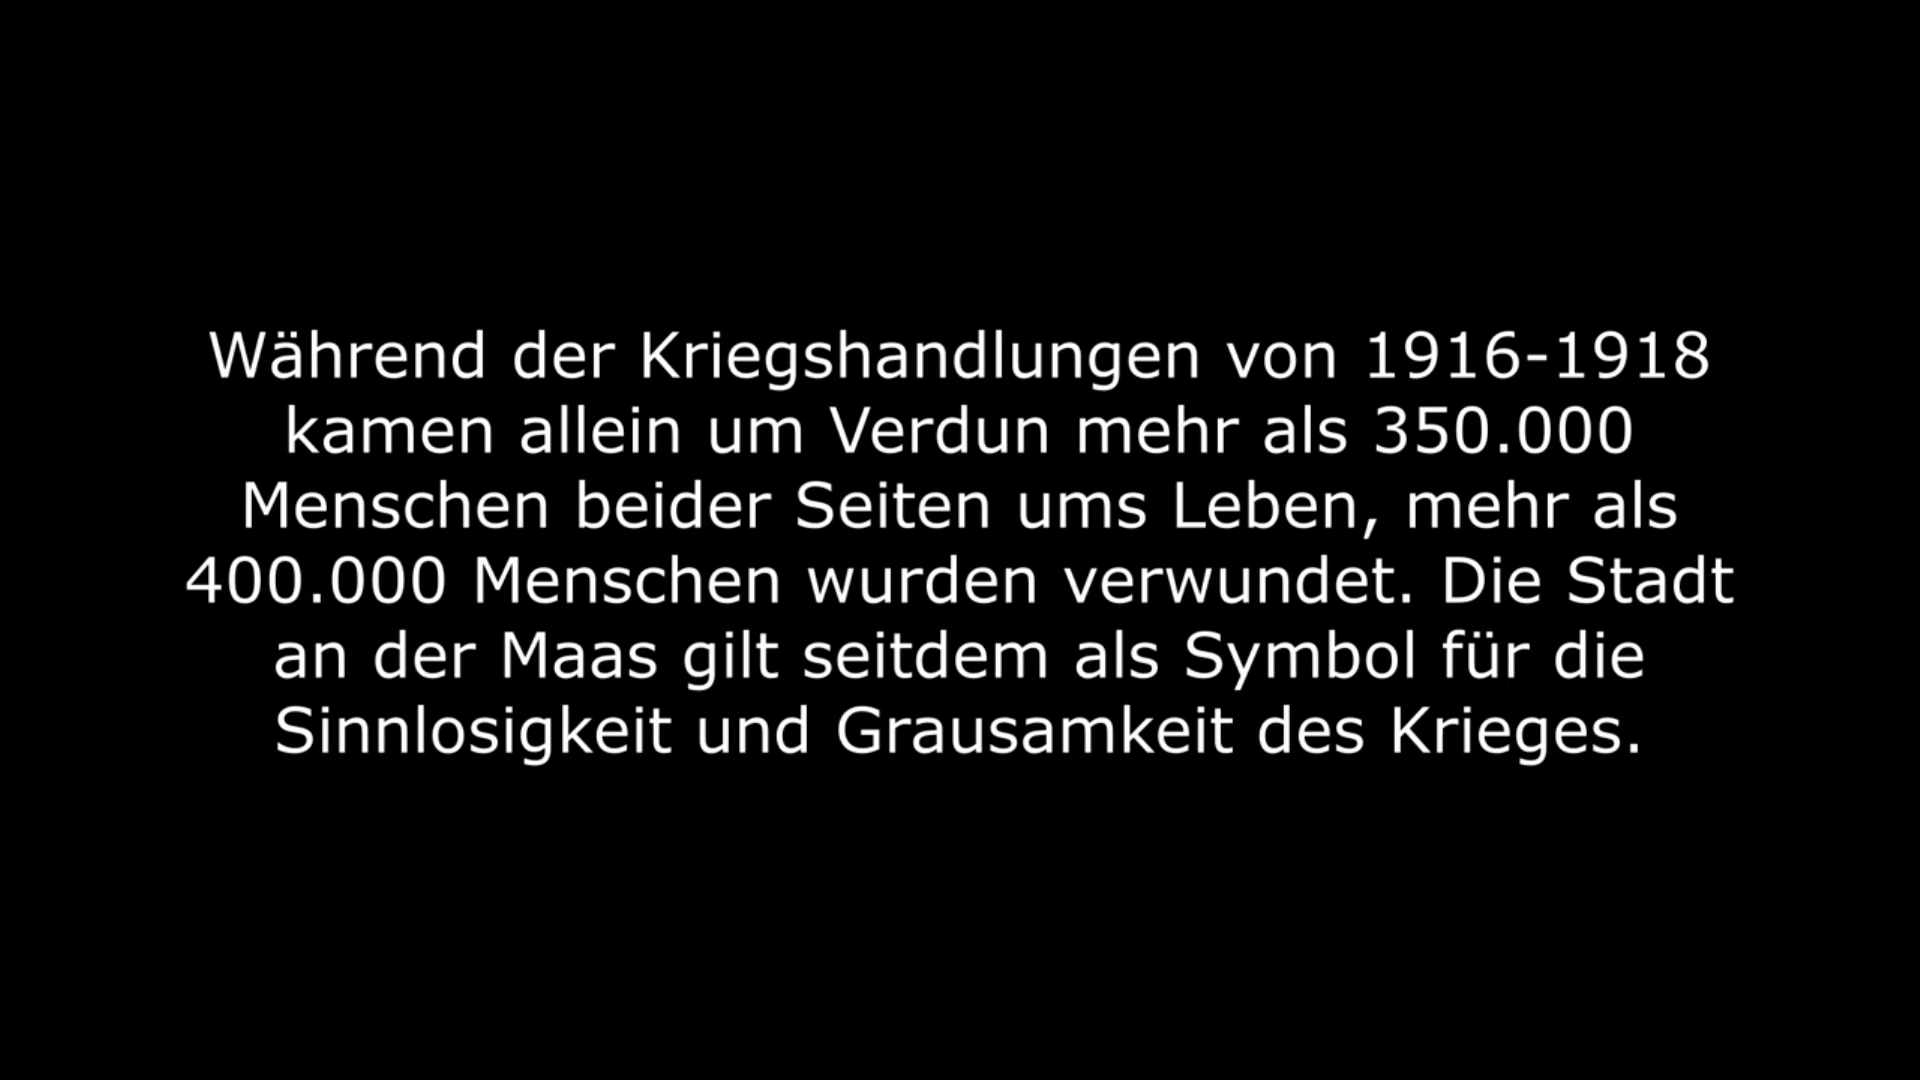 Während der Kriegshandlungen von 1916-1918
kamen allein um Verdun mehr als 350.000
Menschen beider Seiten ums Leben, mehr als
400.000 Menschen wurden verwundet. Die Stadt
an der Maas gilt seitdem als Symbol für die
Sinnlosigkeit und Grausamkeit des Krieges.